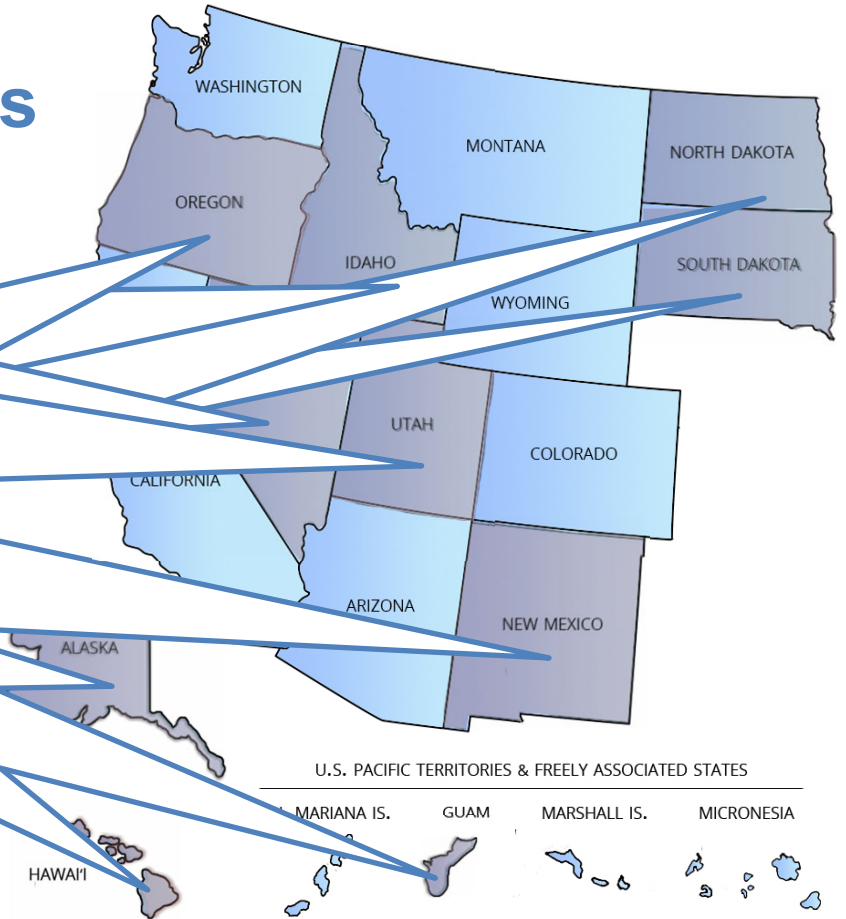 s
WASHINGTON
MONTANA
NORTH DAKOTA
OREGON
IDAHO
SOUTH DAKOTA
WYOMING
UTAH
COLORADO
CALIFORNIA
ARIZONA
NEW MEXICO
ALASKA
U.S. PACIFIC TERRITORIES & FREELY ASSOCIATED STATES
MARIANA IS.
GUAM
MARSHALL IS.
MICRONESIA
HAWAI'I